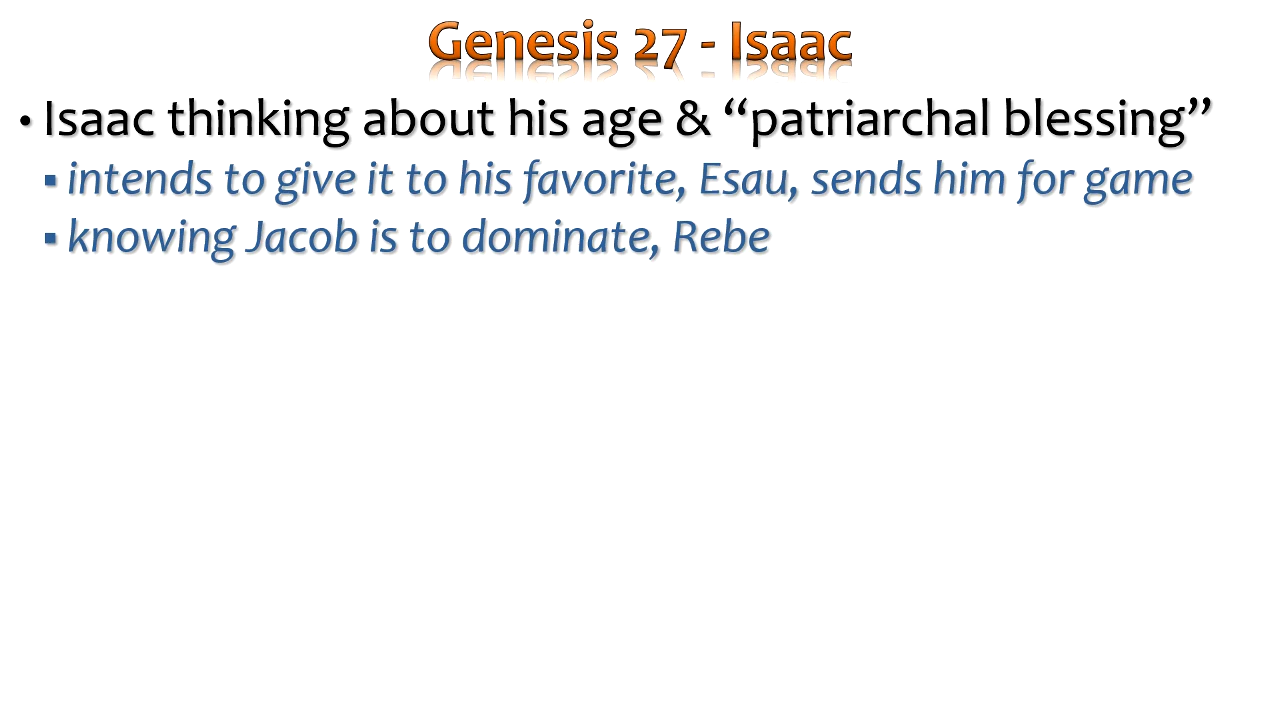 Genesis 27 - Isaac
• Isaac thinking about his age & “patriarchal blessing”
▪ intends to give it to his favorite, Esau, sends him for game
▪ knowing Jacob is to dominate, Rebe